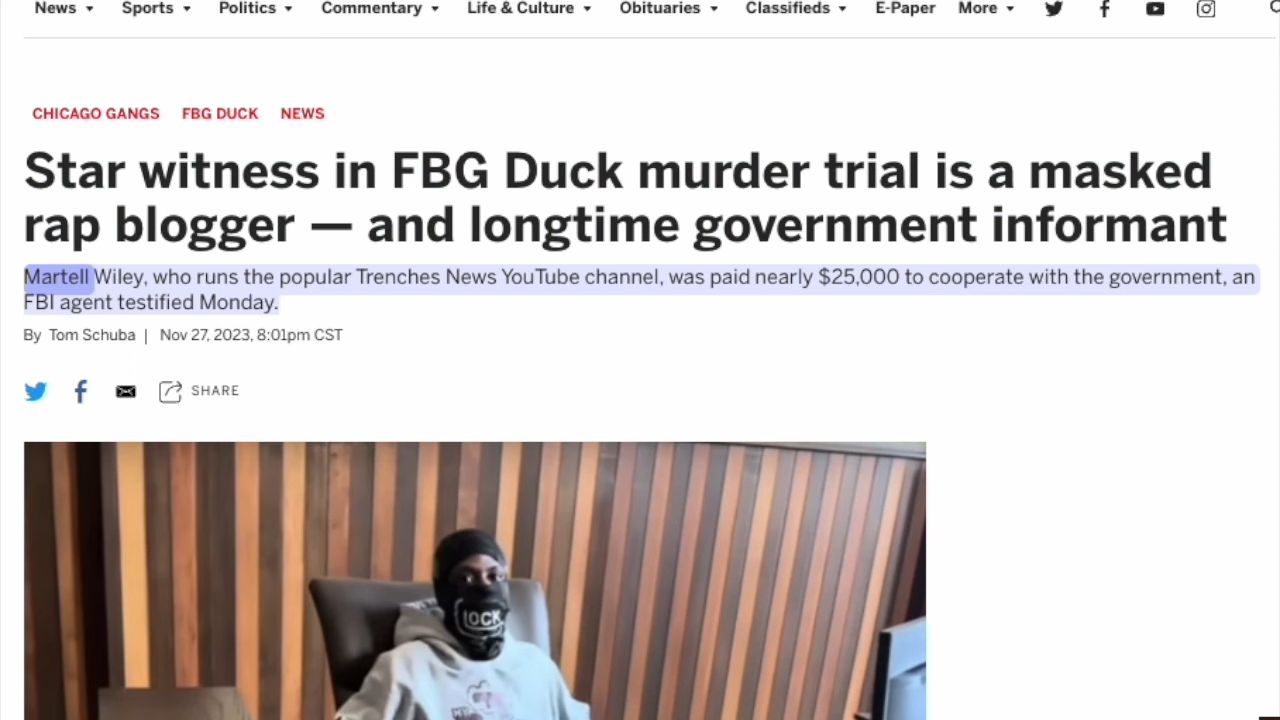 News Sports Politics Commentary Life & Culture Obituaries Classifieds E-Paper More
CHICAGO GANGS FBG DUCK NEWS
Star witness in FBG Duck murder trial is a masked
rap blogger — and longtime government informant
Martell Wiley, who runs the popular Trenches News YouTube channel, was paid nearly $25,000 to cooperate with the government, an
FBI agent testified Monday.
By Tom Schuba | Nov 27, 2023, 8:01pm CST
SHARE
LOCK